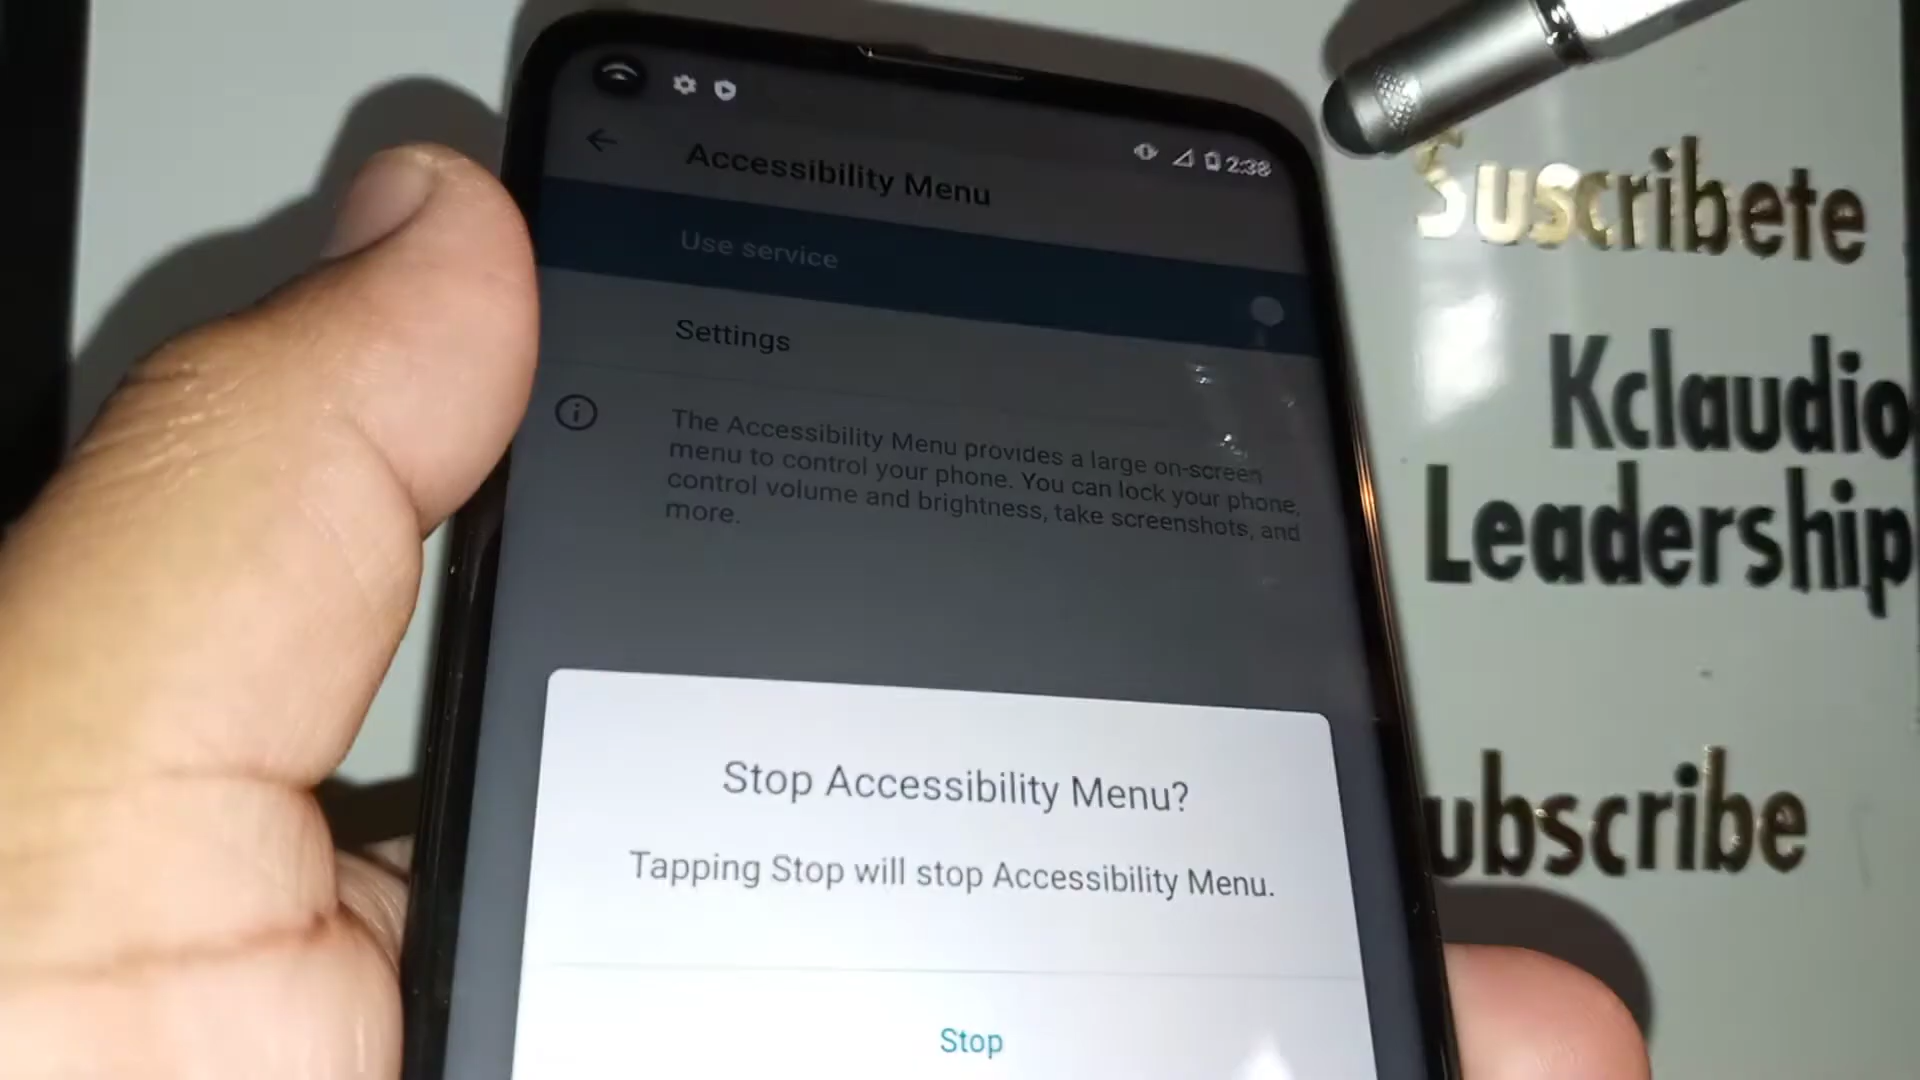 2:38
Accessibility Menu
Use service
Settings
The Accessibility Menu provides a large on-screen
menu to control your phone. You can lock your phone,
control volume and brightness, take screenshots, and
more.
Stop Accessibility Menu?
Tapping Stop will stop Accessibility Menu.
Stop
Suscribete
Kclaudio
Leadership
ubscribe